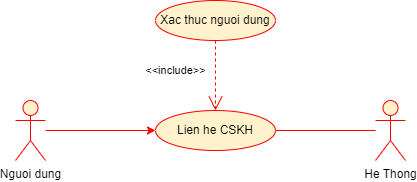 Xac thuc nguoi dung
<<include>>
Lien he CSKH
Nguoi dung
He Thong